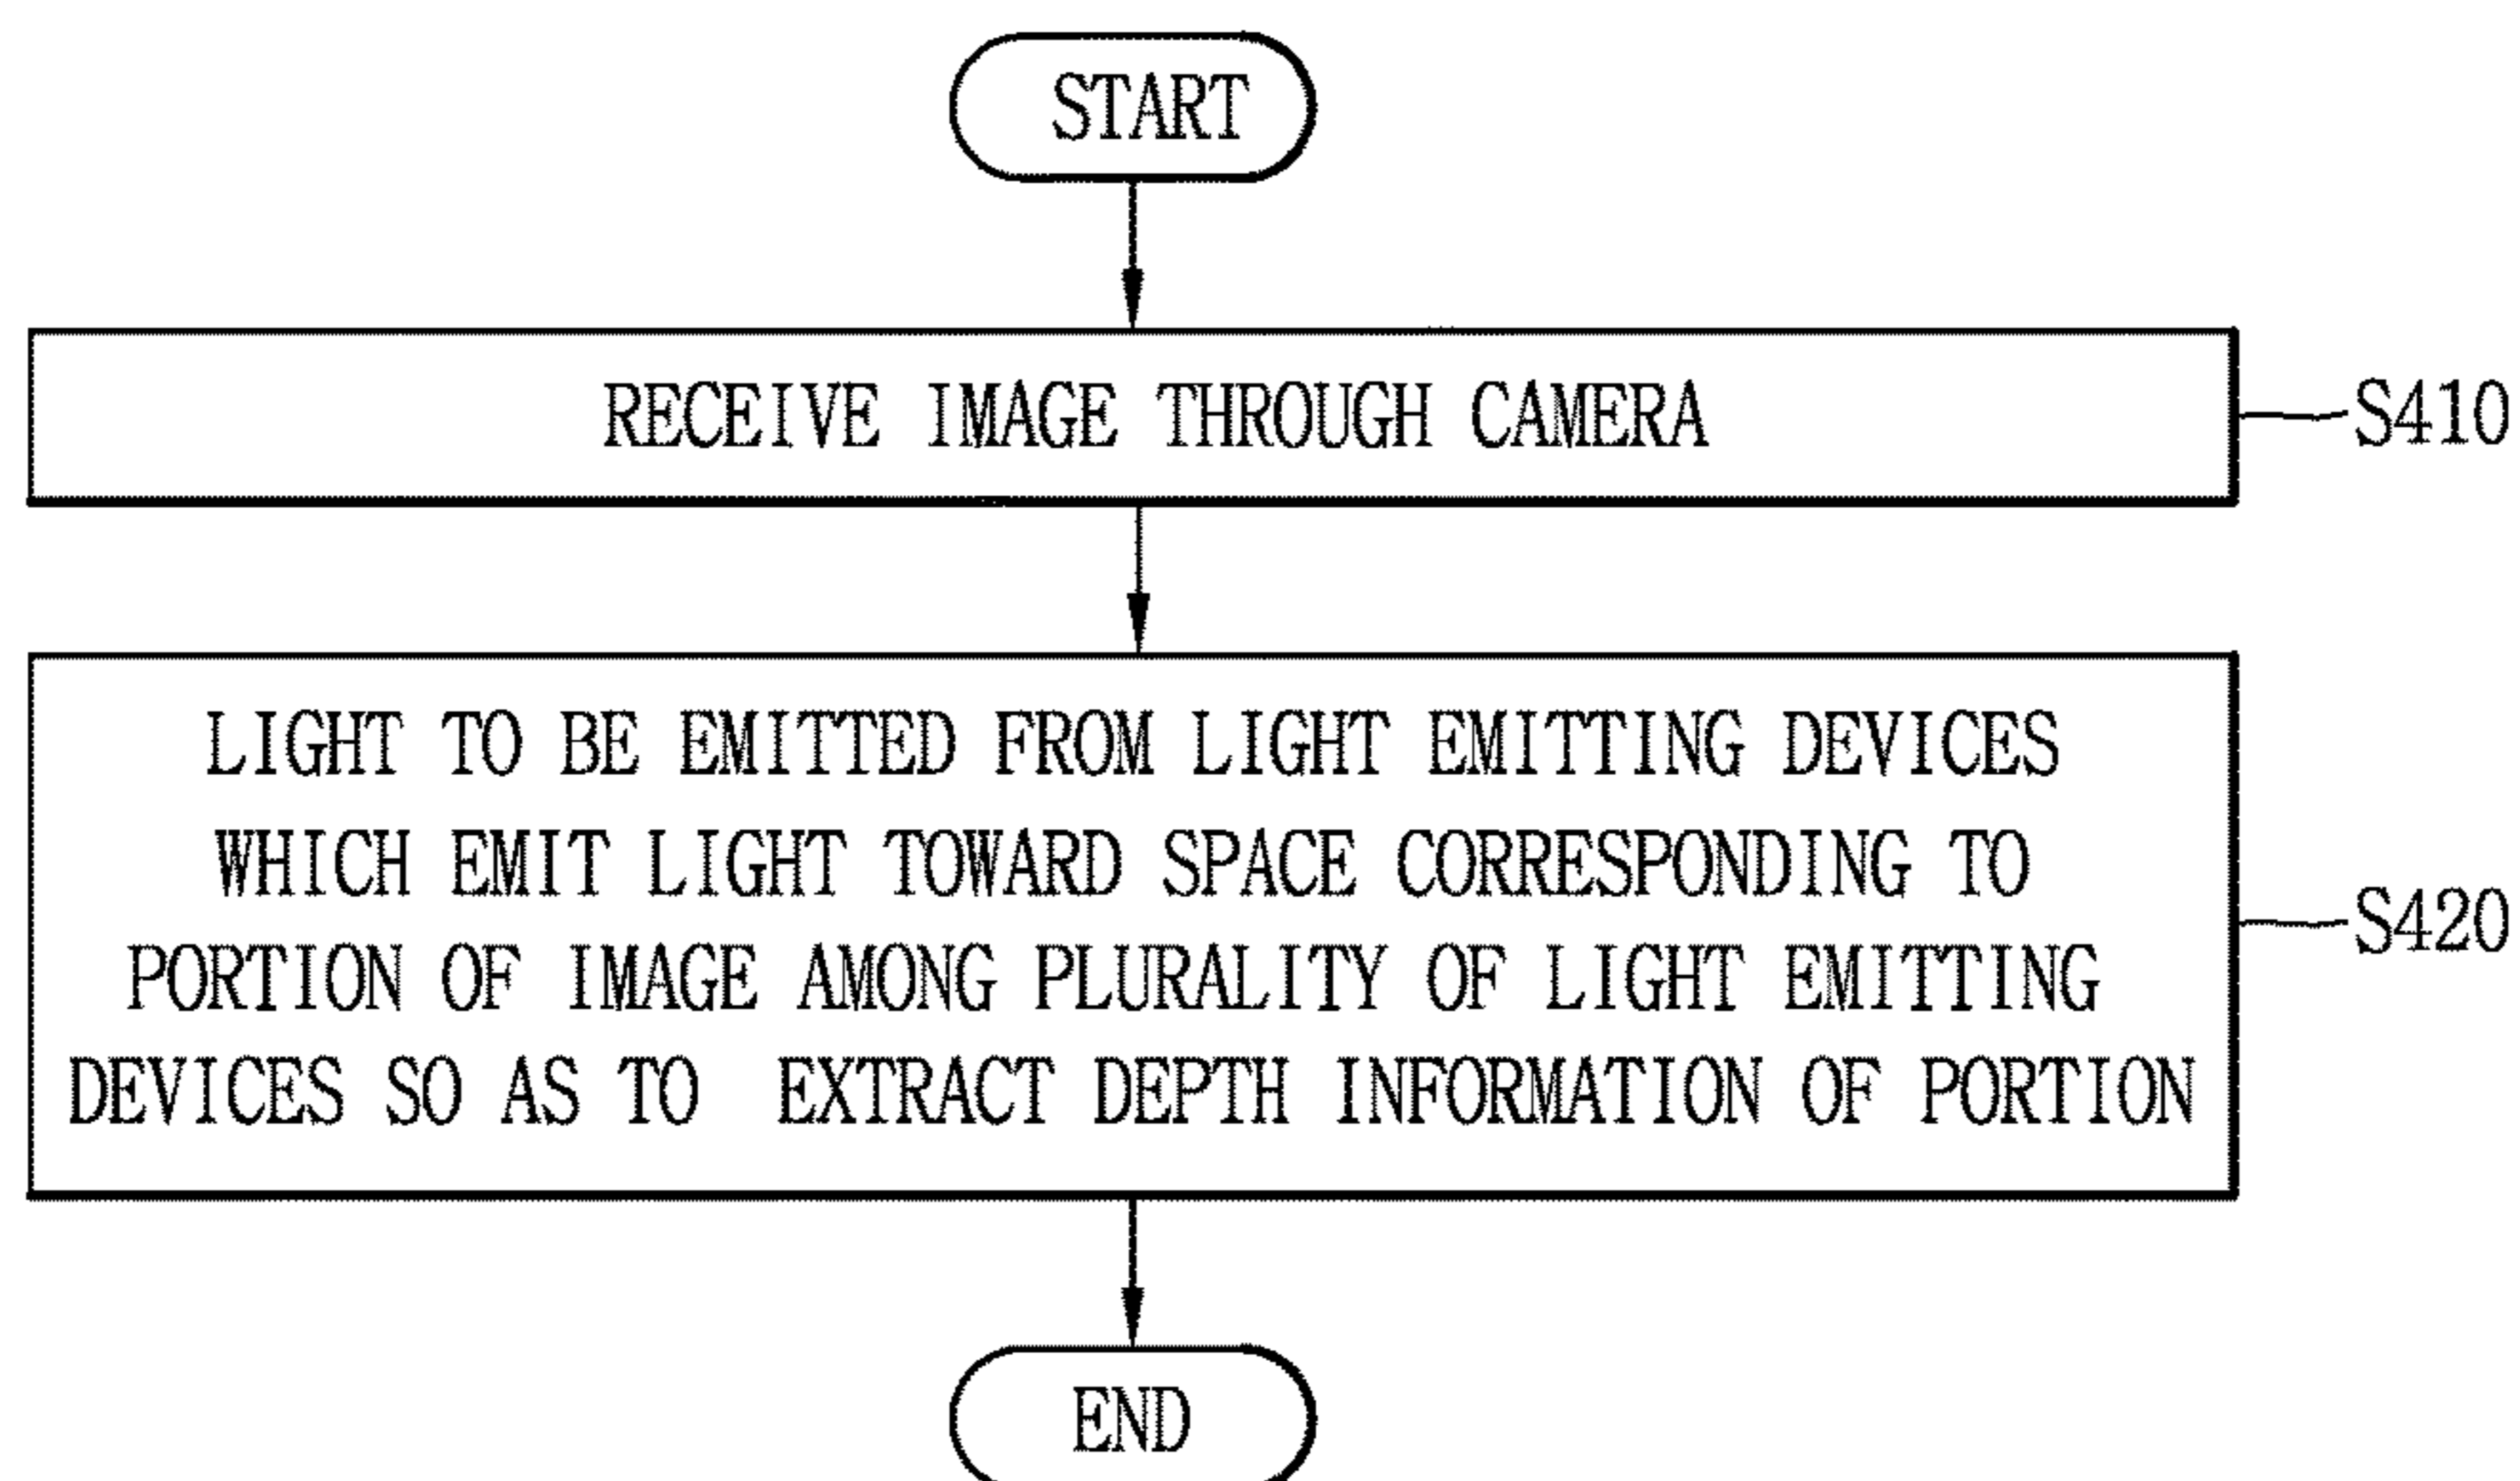 START
RECEIVE IMAGE THROUGH CAMERA
S410
LIGHT TO BE EMITTED FROM LIGHT EMITTING DEVICES
WHICH EMIT LIGHT TOWARD SPACE CORRESPONDING TO
PORTION OF IMAGE AMONG PLURALITY OF LIGHT EMITTING
DEVICES SO AS TO EXTRACT DEPTH INFORMATION OF PORTION
S420
END